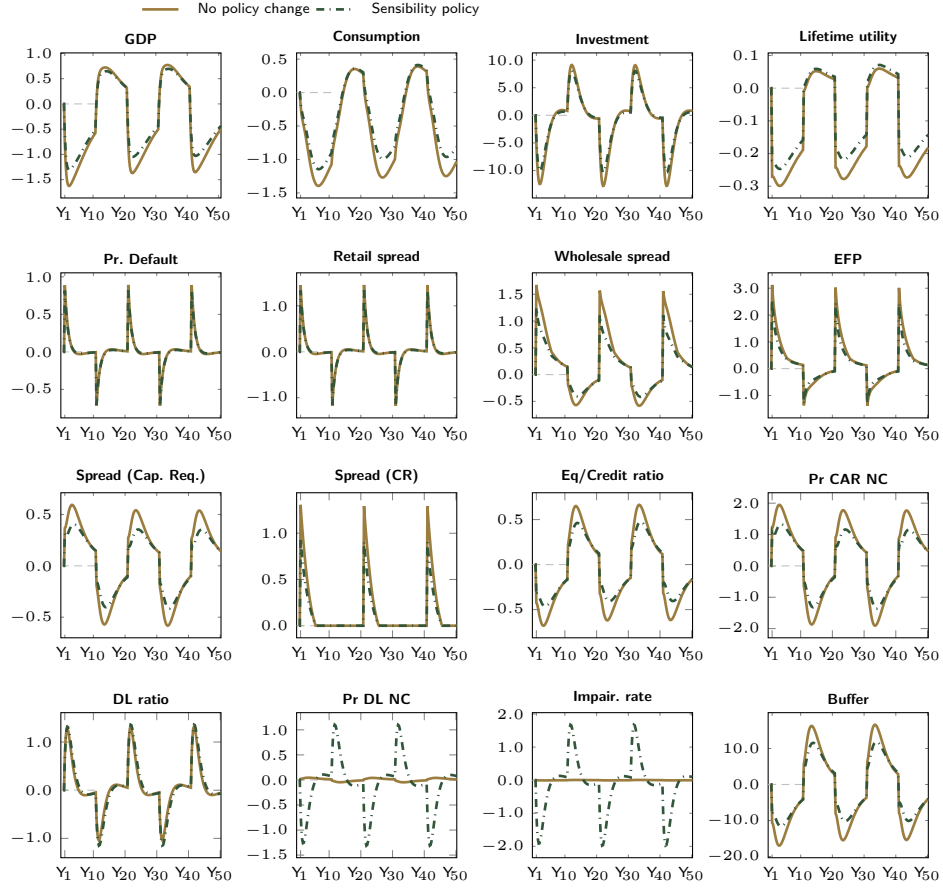 No policy change Sensibility policy
GDP Consumption Investment Lifetime utility
1.0 0.5 0.0 −0.5 −1.0 −1.5
0.5 0.0 −0.5 −1.0 −1.5
10.0 5.0 0.0 −5.0 −10.0
0.1 0.0 −0.1 −0.2 −0.3
Y1 Y10 Y20 Y30 Y40 Y50 Y1 Y10 Y20 Y30 Y40 Y50 Y1 Y10 Y20 Y30 Y40 Y50 Y1 Y10 Y20 Y30 Y40 Y50
Pr. Default Retail spread Wholesale spread EFP
1.0 0.5 0.0 −0.5
1.0 0.0 −1.0
1.5 1.0 0.5 0.0 −0.5
3.0 2.0 1.0 0.0 −1.0
Y1 Y10 Y20 Y30 Y40 Y50 Y1 Y10 Y20 Y30 Y40 Y50 Y1 Y10 Y20 Y30 Y40 Y50 Y1 Y10 Y20 Y30 Y40 Y50
Spread (Cap. Req.) Spread (CR) Eq/Credit ratio Pr CAR NC
0.5 0.0 −0.5
1.0 0.5 0.0
0.5 0.0 −0.5
2.0 1.0 0.0 −1.0 −2.0
Y1 Y10 Y20 Y30 Y40 Y50 Y1 Y10 Y20 Y30 Y40 Y50 Y1 Y10 Y20 Y30 Y40 Y50 Y1 Y10 Y20 Y30 Y40 Y50
DL ratio Pr DL NC Impair. rate Buffer
1.0 0.0 −1.0
1.0 0.5 0.0 −0.5 −1.0 −1.5
2.0 1.0 0.0 −1.0 −2.0
10.0 0.0 −10.0 −20.0
Y1 Y10 Y20 Y30 Y40 Y50 Y1 Y10 Y20 Y30 Y40 Y50 Y1 Y10 Y20 Y30 Y40 Y50 Y1 Y10 Y20 Y30 Y40 Y50